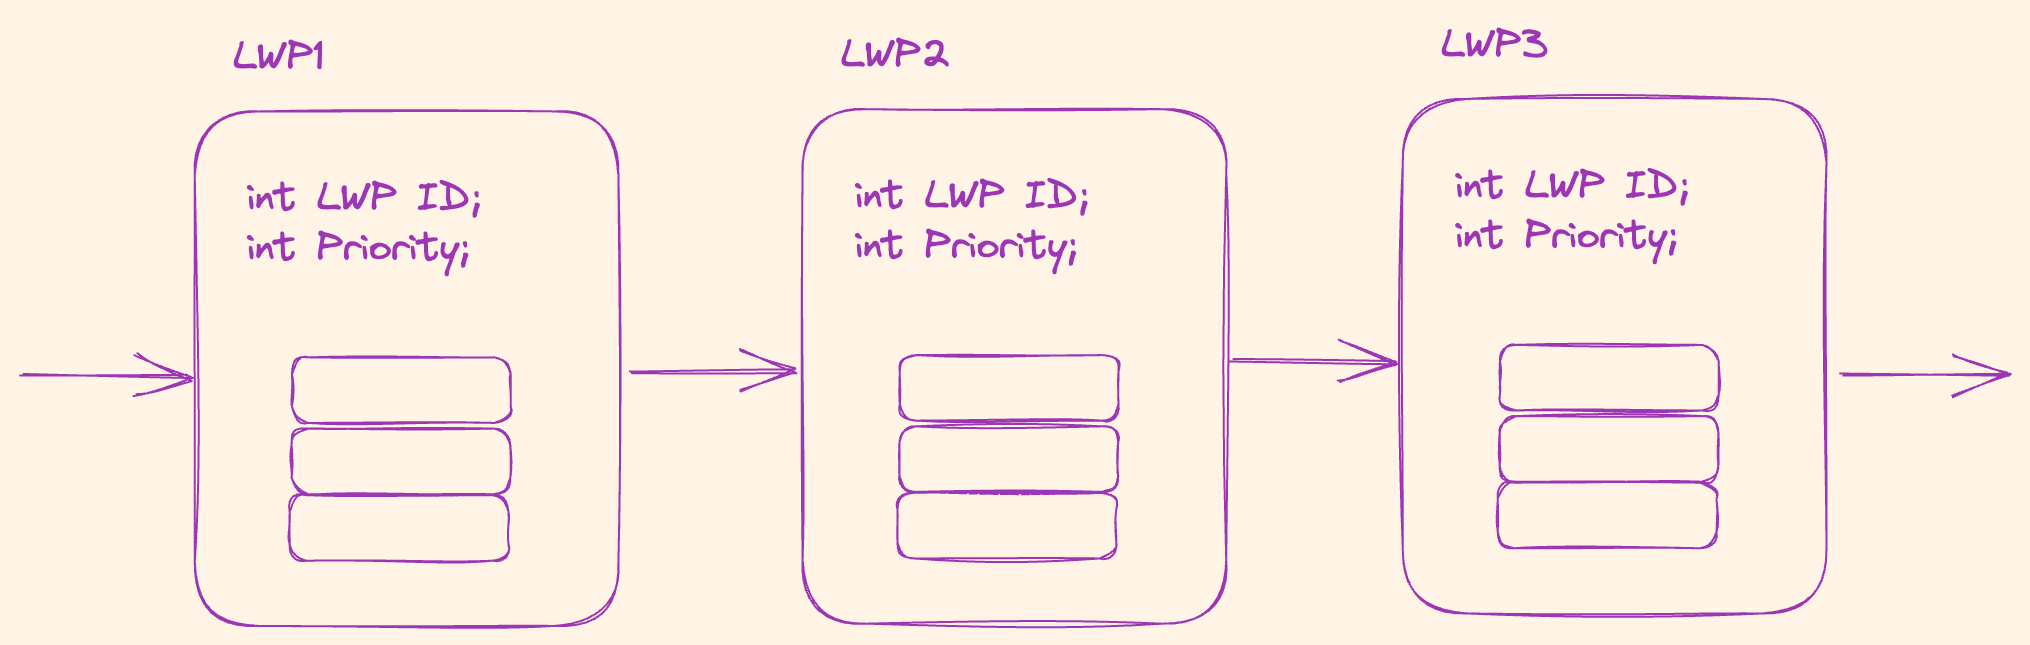 LWP1
int LWP ID;
int Priority;
LWP2
int LWP ID;
int Priority;
LWP3
int LWP ID;
int Priority;